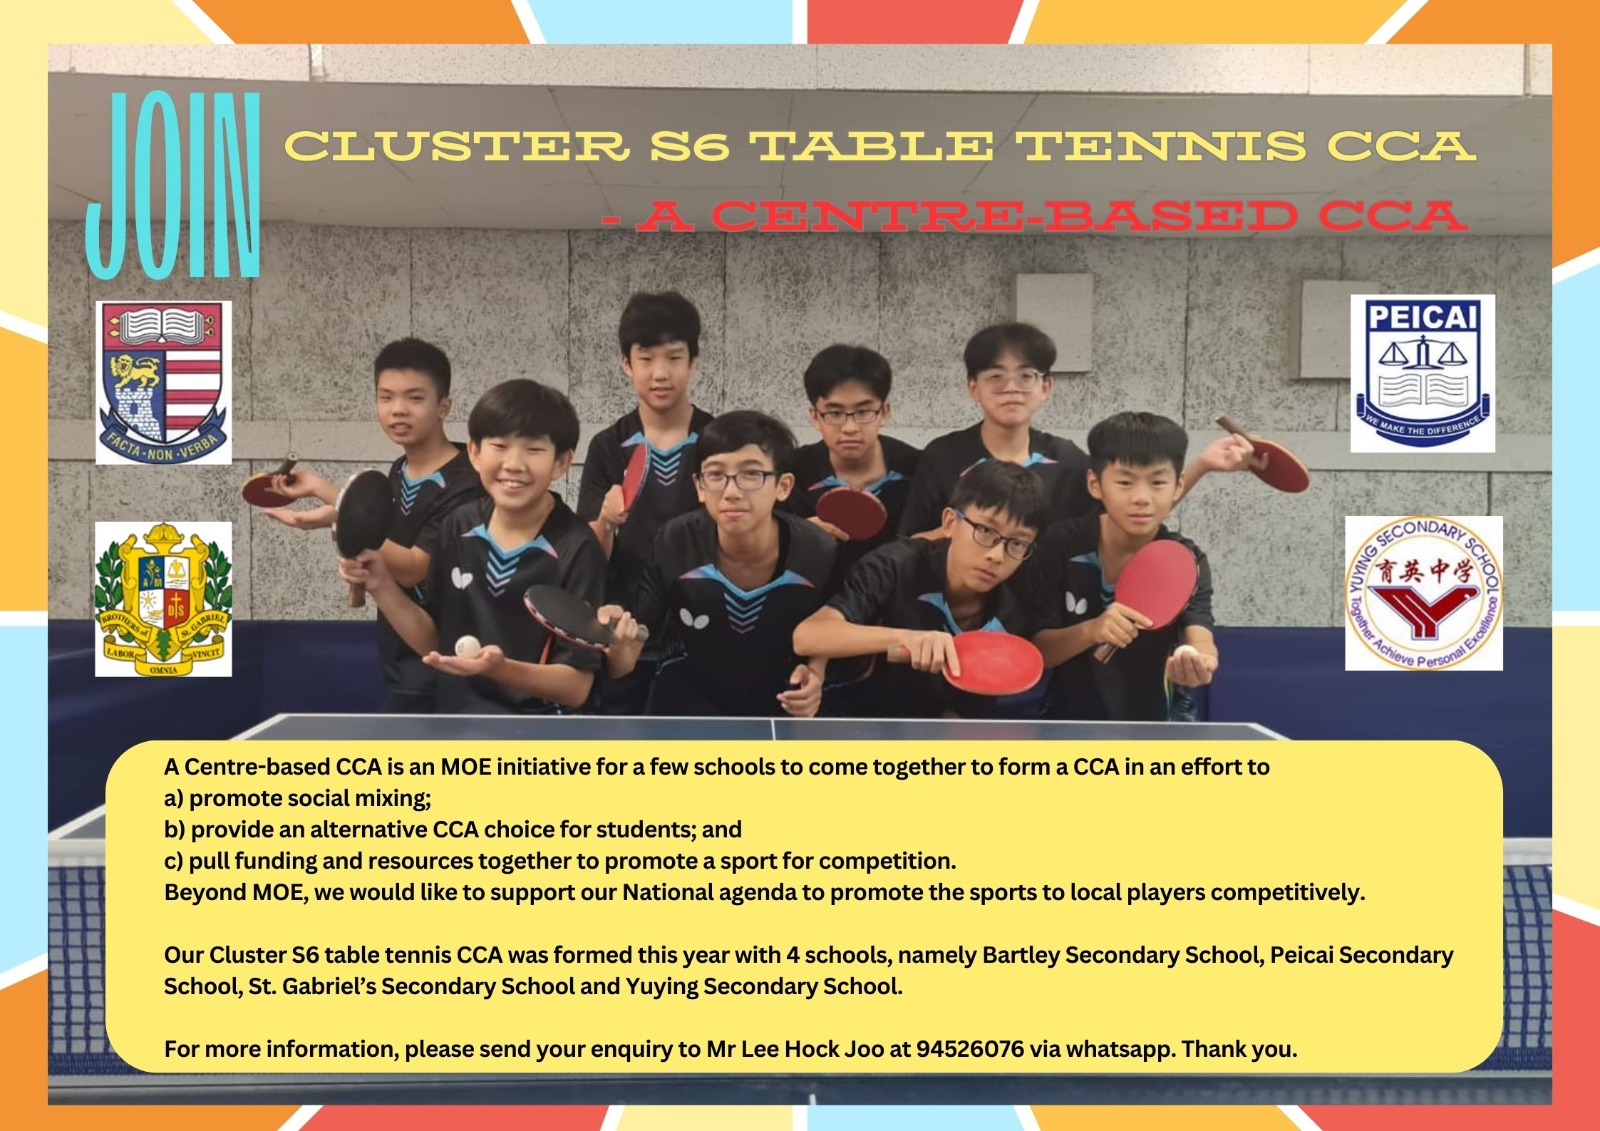 JOIN
CLUSTER S6 TABLE TENNIS CCA
- A CENTRE-BASED CCA
FACTA · NON · VERBA
PEICAI
WE MAKE THE DIFFERENCE
BROTHERS of ST. GABRIEL
LABOR OMNIA VINCIT
DS
YUYING SECONDARY SCHOOL
育英中学
Together Achieve Personal Excellence
A Centre-based CCA is an MOE initiative for a few schools to come together to form a CCA in an effort to
a) promote social mixing;
b) provide an alternative CCA choice for students; and
c) pull funding and resources together to promote a sport for competition.
Beyond MOE, we would like to support our National agenda to promote the sports to local players competitively.
Our Cluster S6 table tennis CCA was formed this year with 4 schools, namely Bartley Secondary School, Peicai Secondary
School, St. Gabriel’s Secondary School and Yuying Secondary School.
For more information, please send your enquiry to Mr Lee Hock Joo at 94526076 via whatsapp. Thank you.